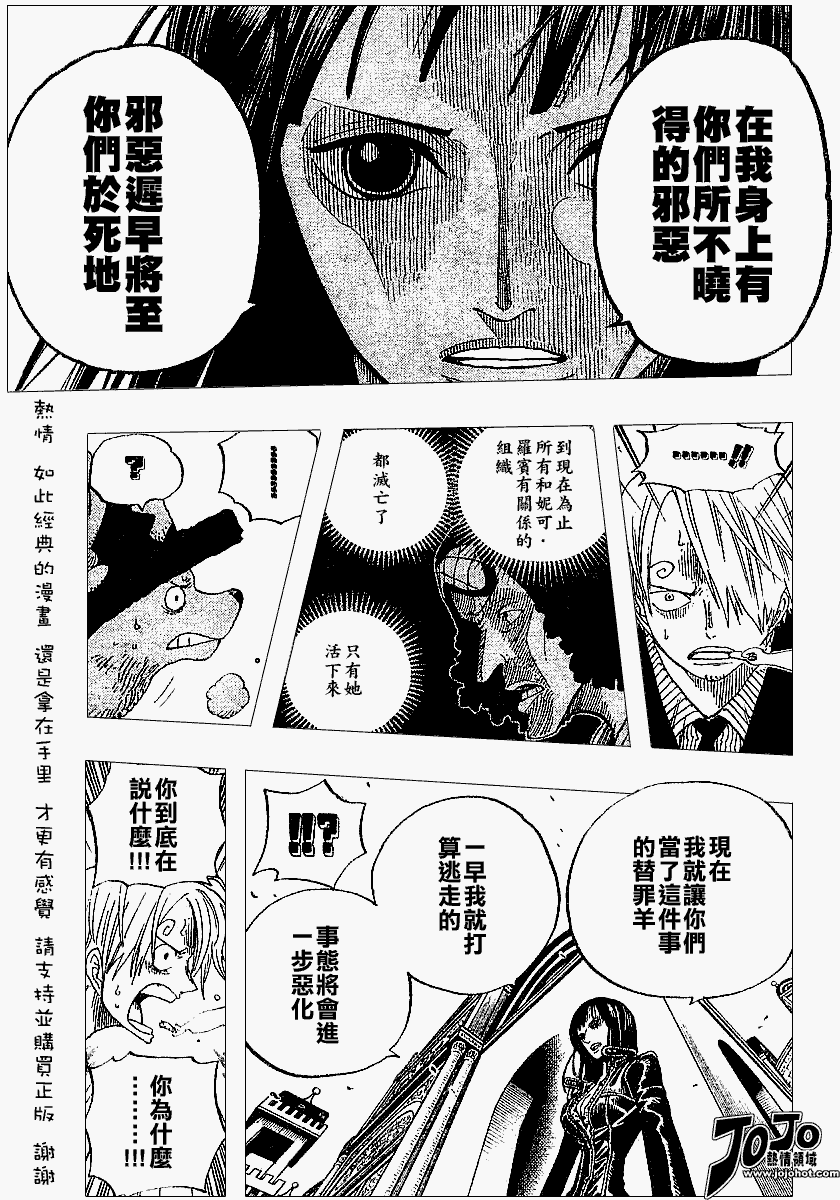 在我身上有
你們所不曉
得的邪惡
邪惡遲早將至
你們於死地
……!!
到現在為止
所有和妮可．
羅賓有關係的
組織
都滅亡了
只有她
活下來
………
?
現在
我就讓你們
當了這件事
的替罪羊
一早我就打
算逃走的
事態將會進
一步惡化
!!?
你到底在
説什麼!!!
你為什麼
………!!!
熱情 如此經典的漫畫 還是拿在手里 才更有感覺 請支持並購買正版 謝謝
JOJO
熱情領域
www.jojohot.com